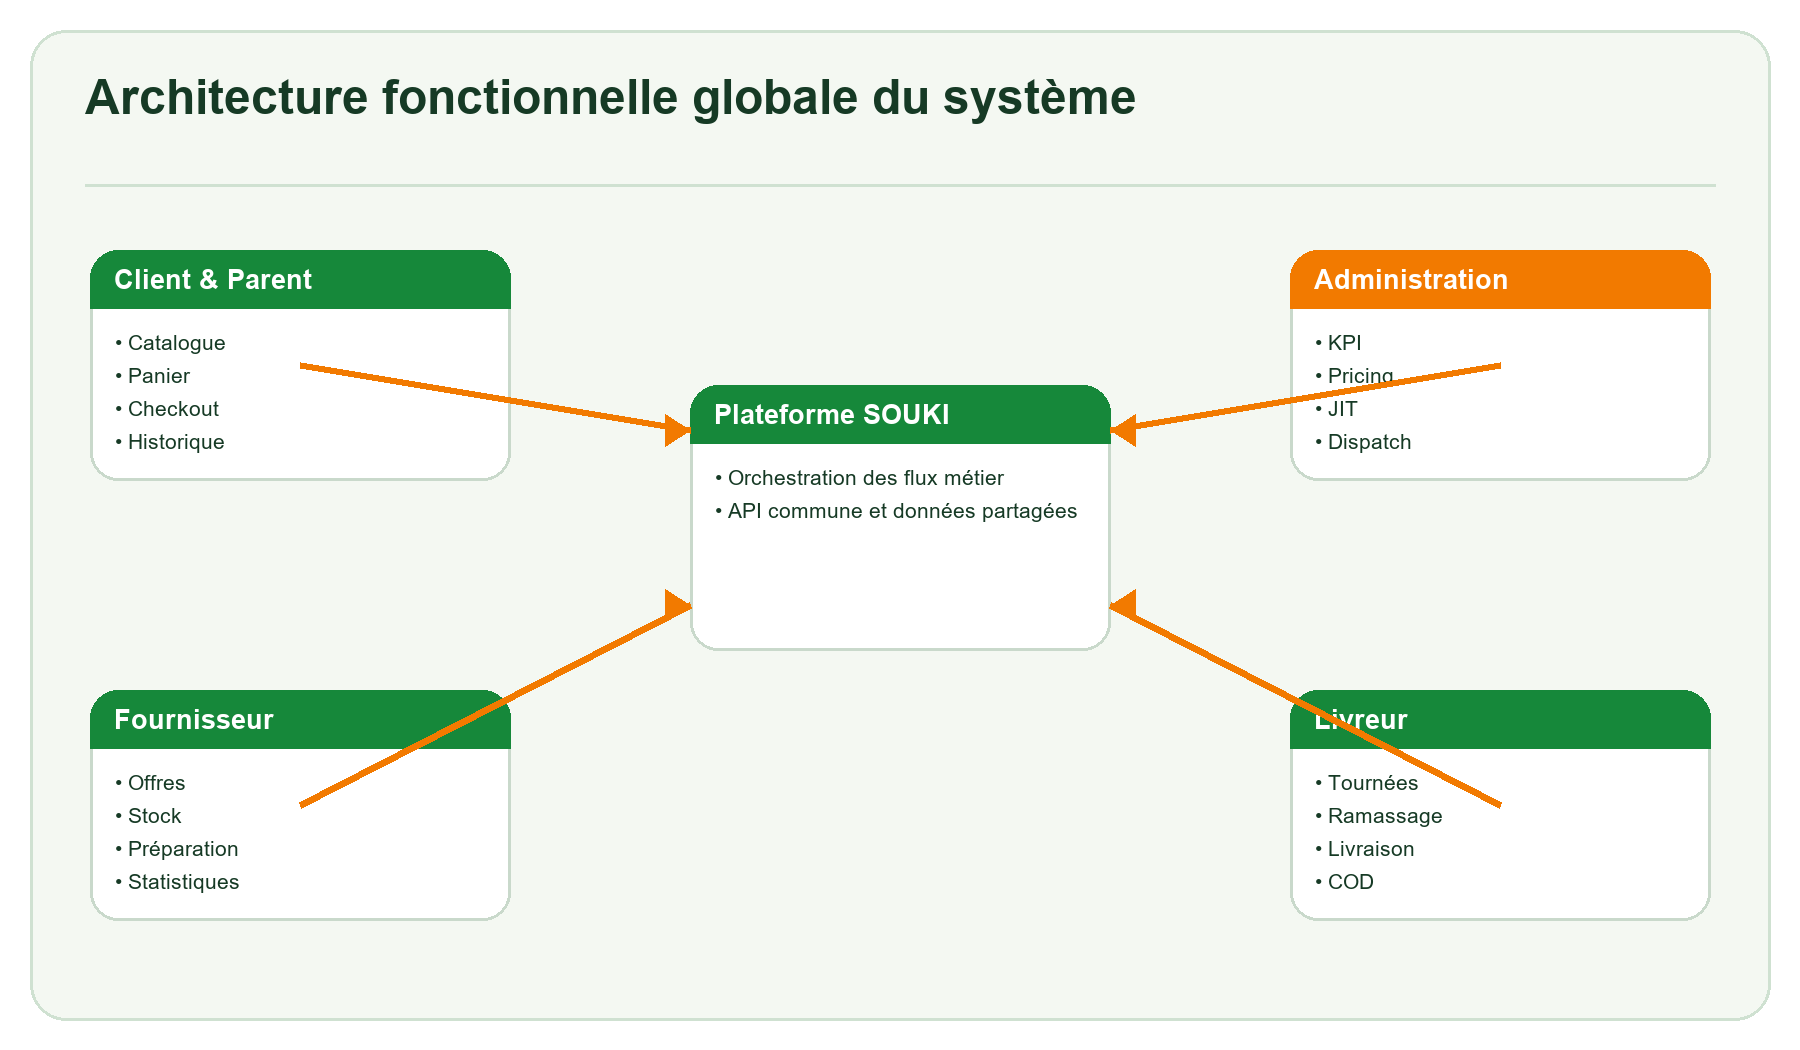 Architecture fonctionnelle globale du système
Client & Parent
• Catalogue
• Panier
• Checkout
• Historique
Administration
• KPI
• Pricing
• JIT
• Dispatch
Plateforme SOUKI
• Orchestration des flux métier
• API commune et données partagées
Fournisseur
• Offres
• Stock
• Préparation
• Statistiques
Livreur
• Tournées
• Ramassage
• Livraison
• COD